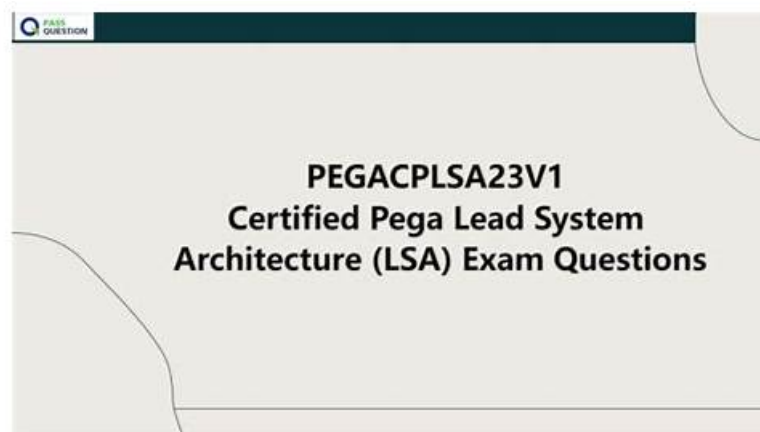 PASS
QUESTION
PEGACPLSA23V1
Certified Pega Lead System
Architecture (LSA) Exam Questions